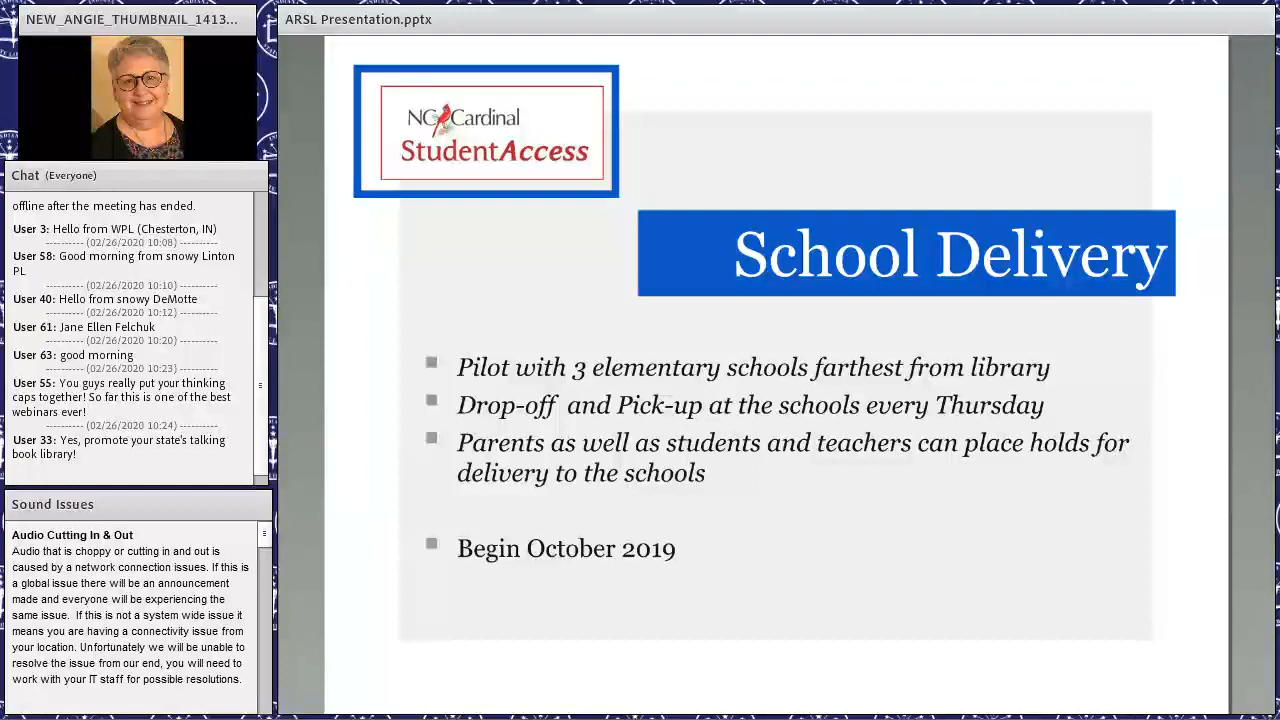 NEW_ANGIE_THUMBNAIL_1413...
Chat (Everyone)
offline after the meeting has ended.
User 3: Hello from WPL (Chesterton, IN)
---------- (02/26/2020 10:08) ----------
User 58: Good morning from snowy Linton
PL
---------- (02/26/2020 10:10) ----------
User 40: Hello from snowy DeMotte
---------- (02/26/2020 10:12) ----------
User 61: Jane Ellen Felchuk
---------- (02/26/2020 10:20) ----------
User 63: good morning
---------- (02/26/2020 10:23) ----------
User 55: You guys really put your thinking
caps together! So far this is one of the best
webinars ever!
---------- (02/26/2020 10:24) ----------
User 33: Yes, promote your state's talking
book library!
Sound Issues
Audio Cutting In & Out
Audio that is choppy or cutting in and out is
caused by a network connection issues. If this is
a global issue there will be an announcement
made and everyone will be experiencing the
same issue.  If this is not a system wide issue it
means you are having a connectivity issue from
your location. Unfortunately we will be unable to
resolve the issue from our end, you will need to
work with your IT staff for possible resolutions.
ARSL Presentation.pptx
NC Cardinal
StudentAccess
School Delivery
Pilot with 3 elementary schools farthest from library
Drop-off  and Pick-up at the schools every Thursday
Parents as well as students and teachers can place holds for
delivery to the schools
Begin October 2019